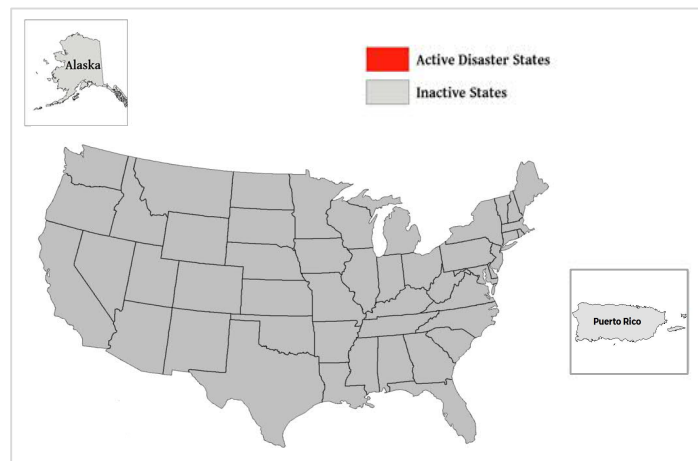 Alaska
Active Disaster States
Inactive States
Puerto Rico